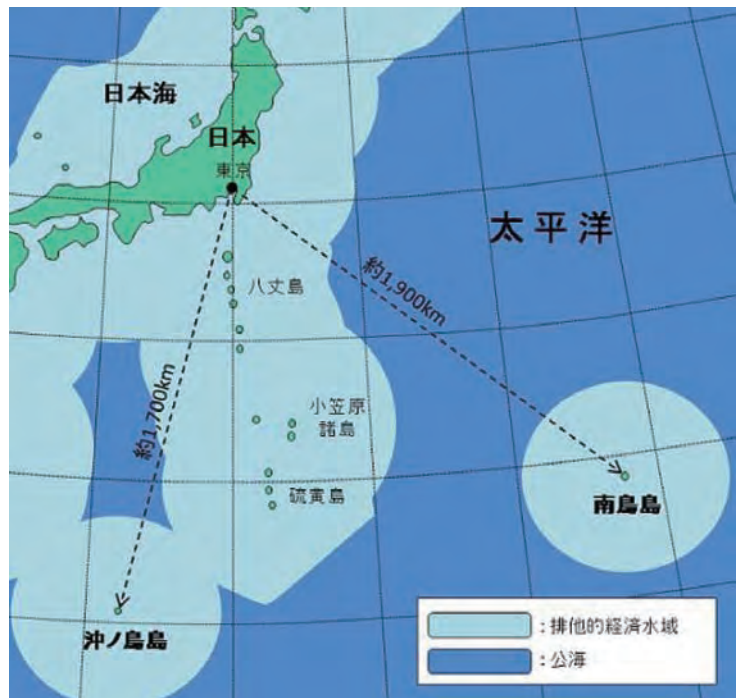 日本海
日本
東京
太平洋
約1,900km
八丈島
約1,700km
小笠原
諸島
硫黄島
南鳥島
沖ノ鳥島
：排他的経済水域
：公海